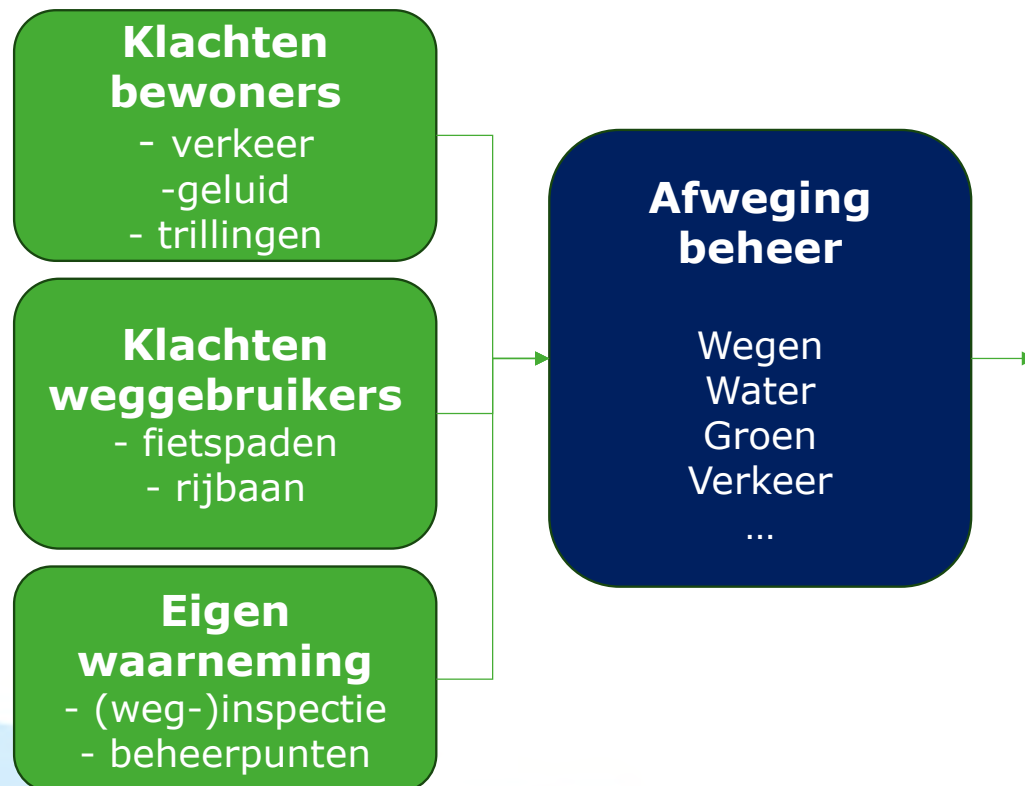 Klachten
bewoners
- verkeer
-geluid
- trillingen
Klachten
weggebruikers
- fietspaden
- rijbaan
Eigen
waarneming
- (weg-)inspectie
- beheerpunten
Afweging
beheer
Wegen
Water
Groen
Verkeer
...